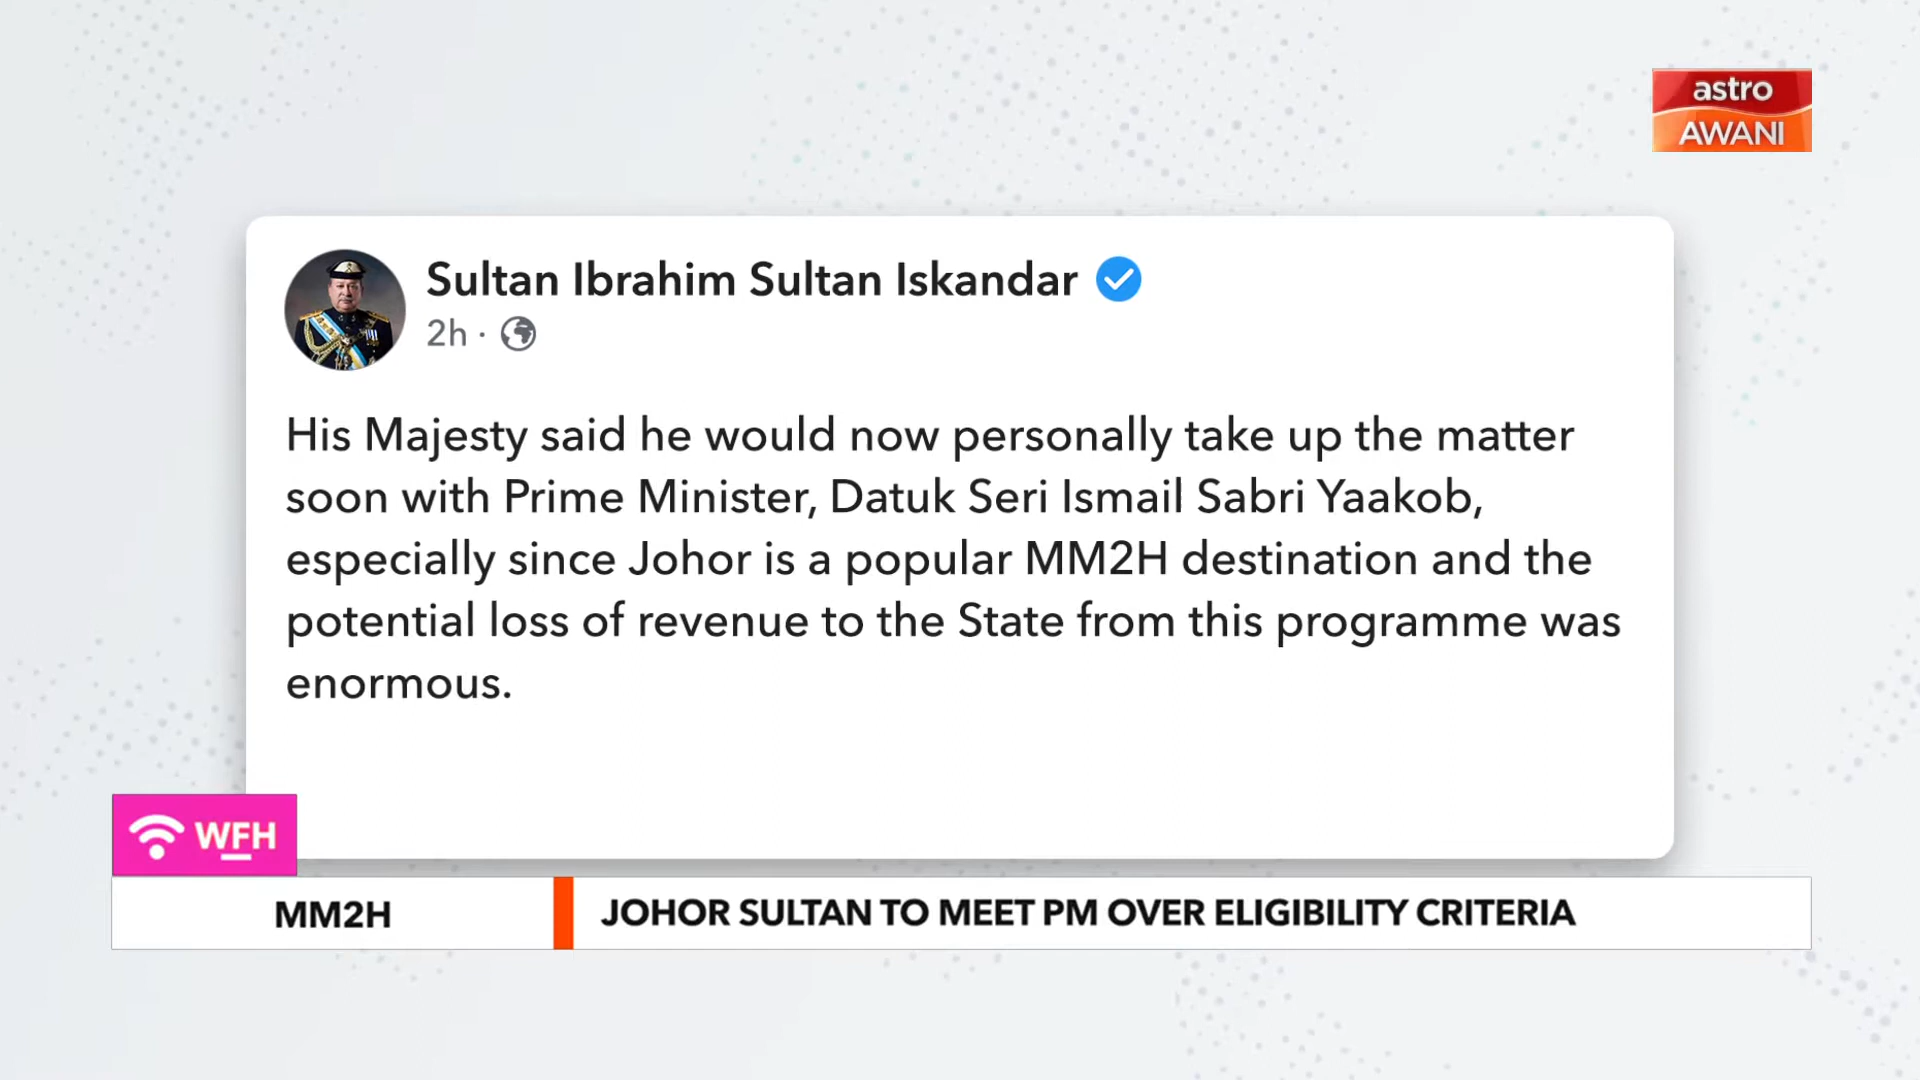 astro
AWANI
Sultan Ibrahim Sultan Iskandar
2h ·
His Majesty said he would now personally take up the matter
soon with Prime Minister, Datuk Seri Ismail Sabri Yaakob,
especially since Johor is a popular MM2H destination and the
potential loss of revenue to the State from this programme was
enormous.
WFH
MM2H
JOHOR SULTAN TO MEET PM OVER ELIGIBILITY CRITERIA